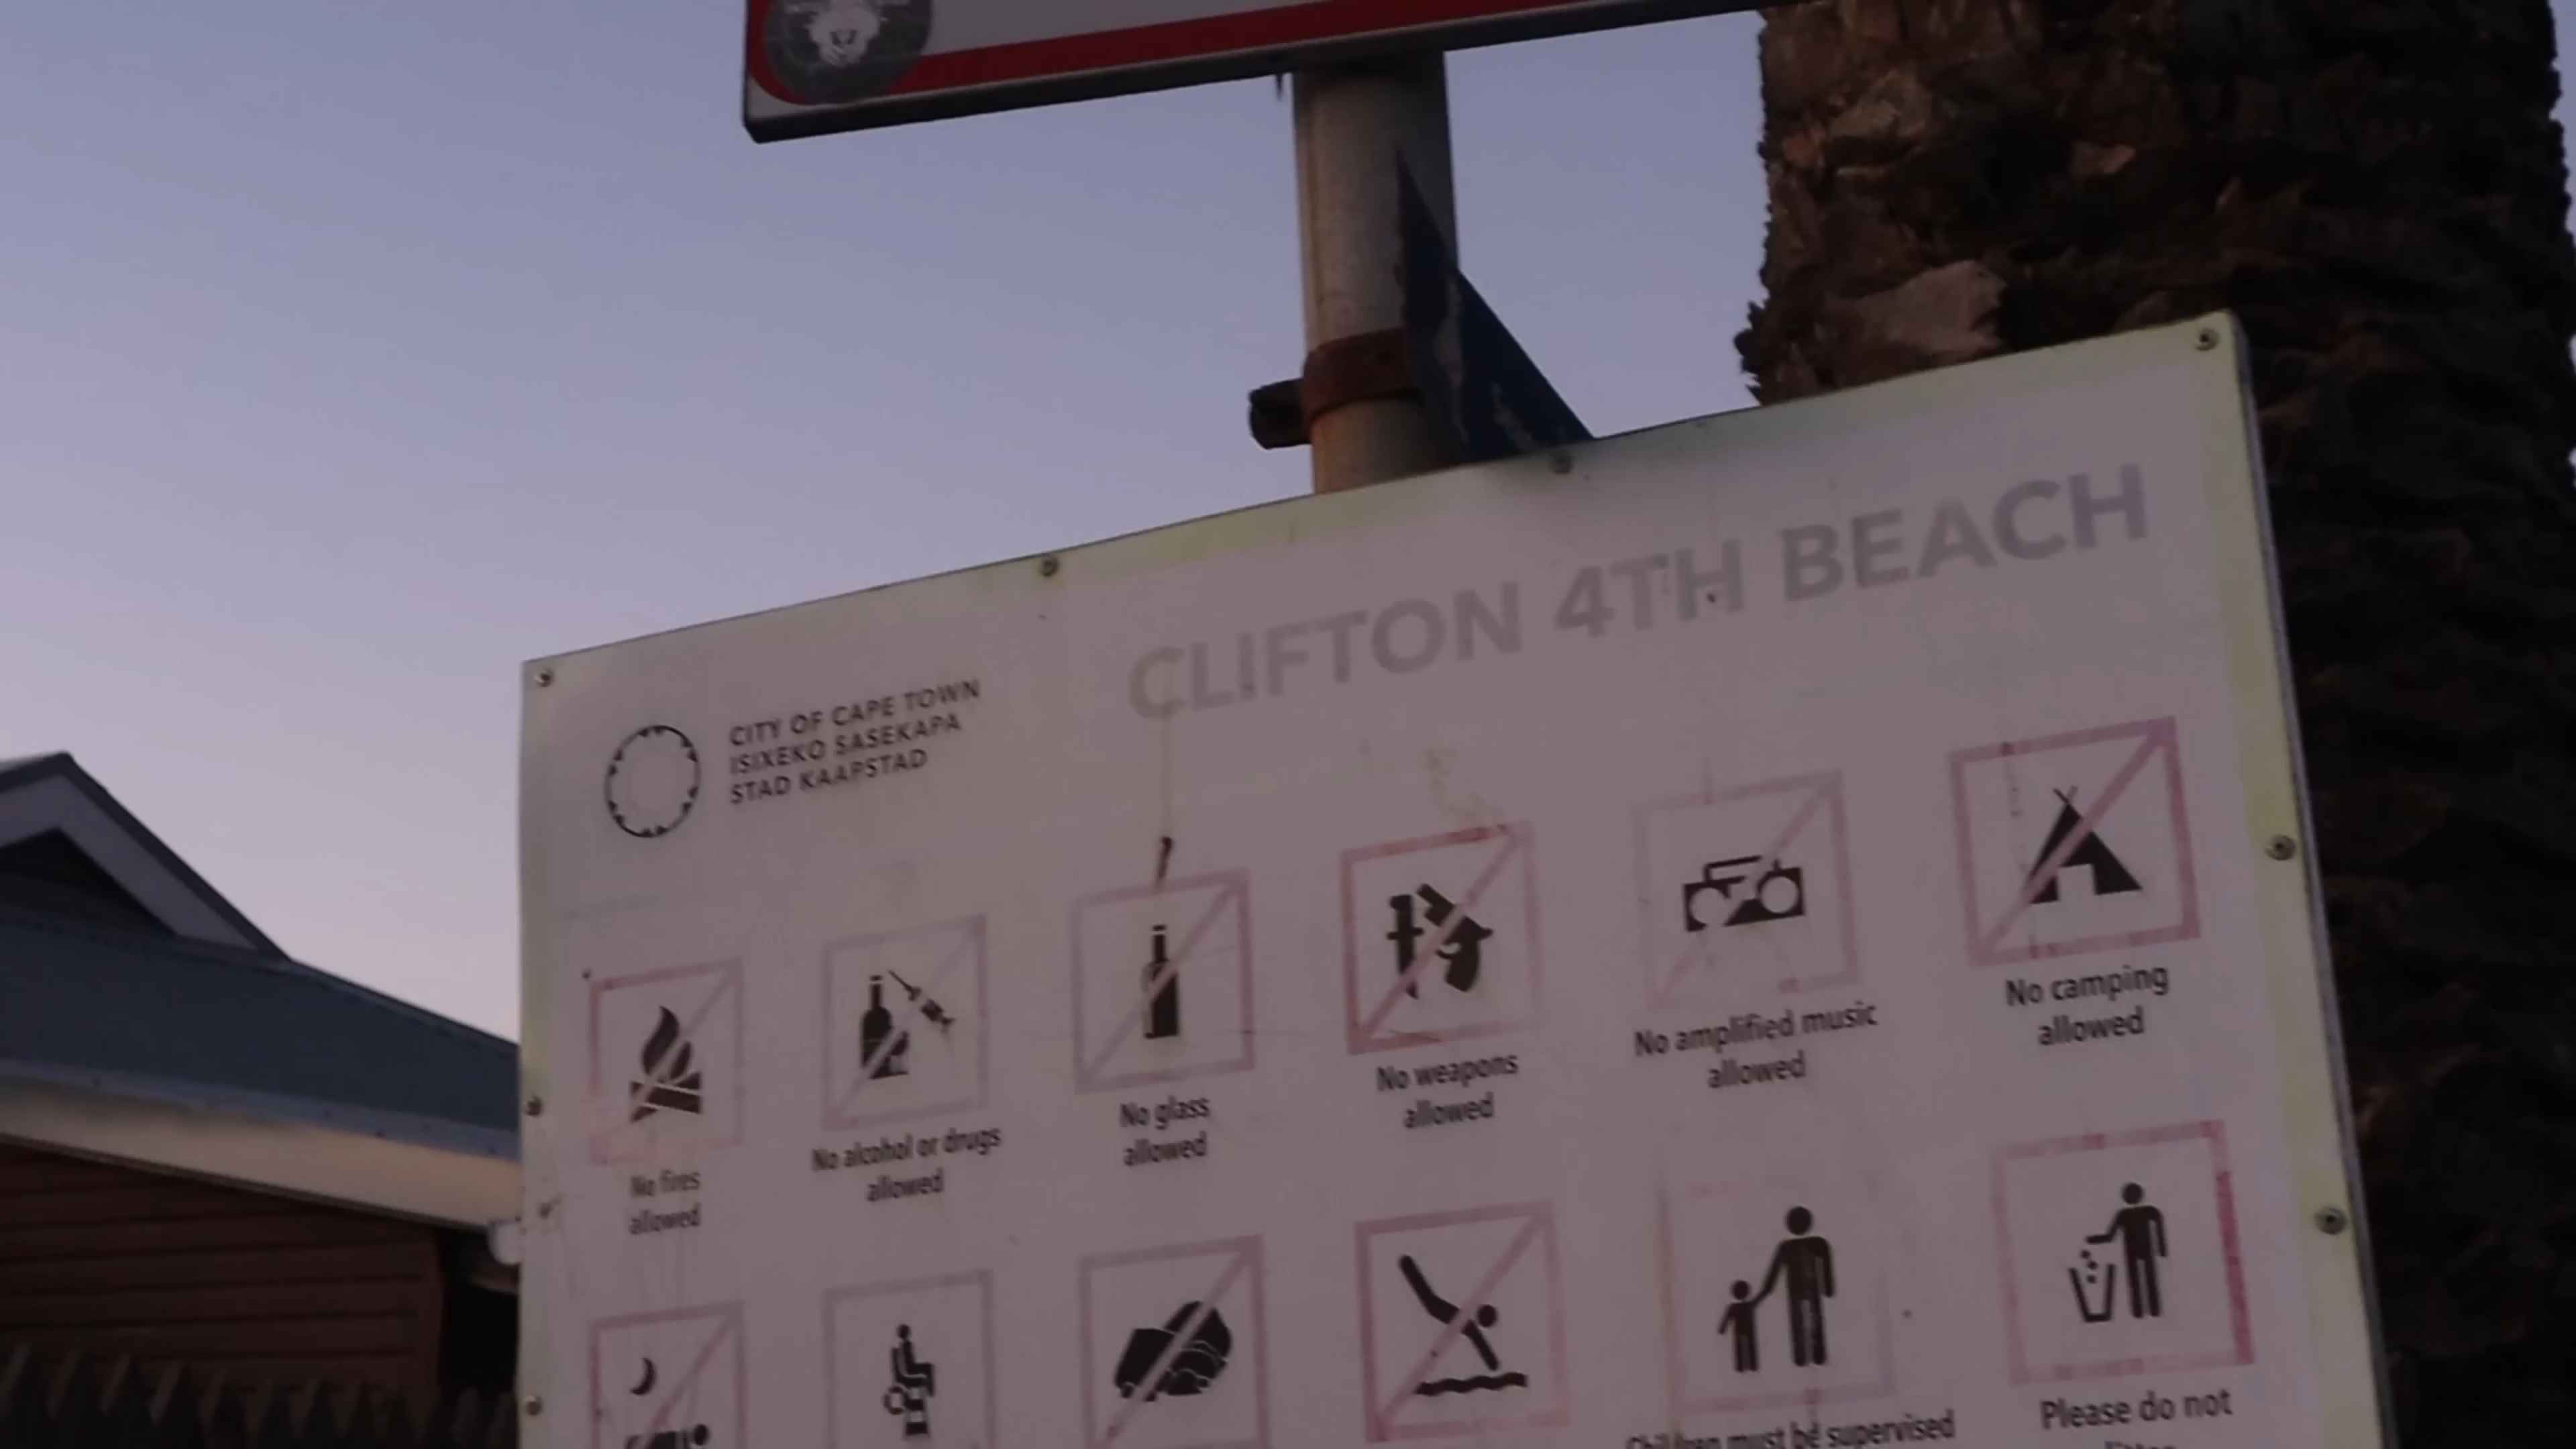 CLIFTON 4TH BEACH
CITY OF CAPE TOWN
ISIXEKO SASEKAPA
STAD KAAPSTAD
No fires
allowed
No alcohol or drugs
allowed
No glass
allowed
No weapons
allowed
No amplified music
allowed
No camping
allowed
Children must be supervised
Please do not